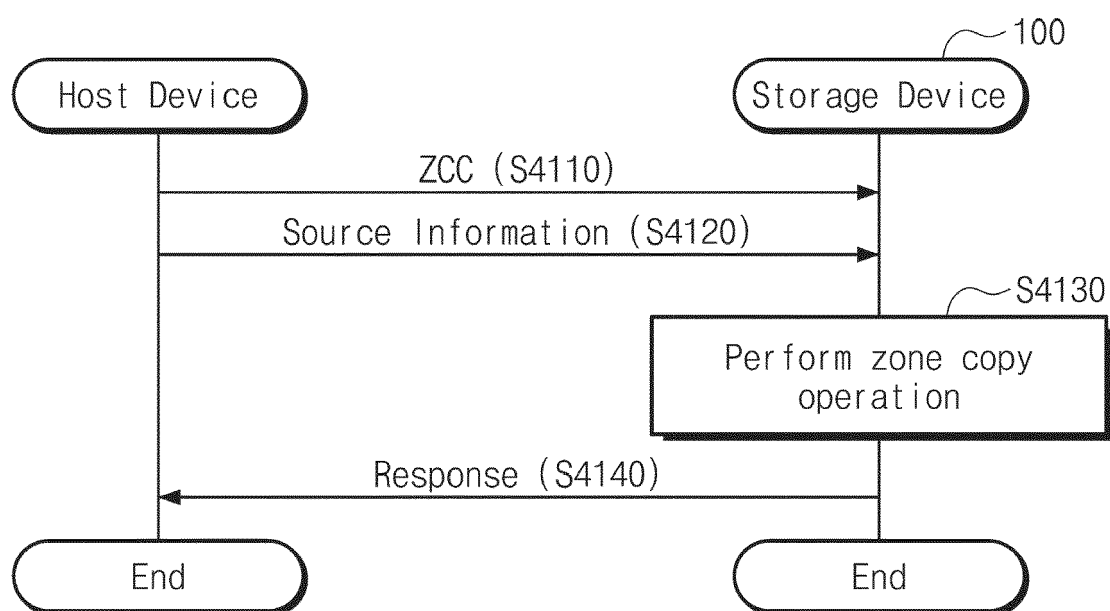 100
Host Device
Storage Device
ZCC (S4110)
Source Information (S4120)
S4130
Perform zone copy
operation
Response (S4140)
End
End